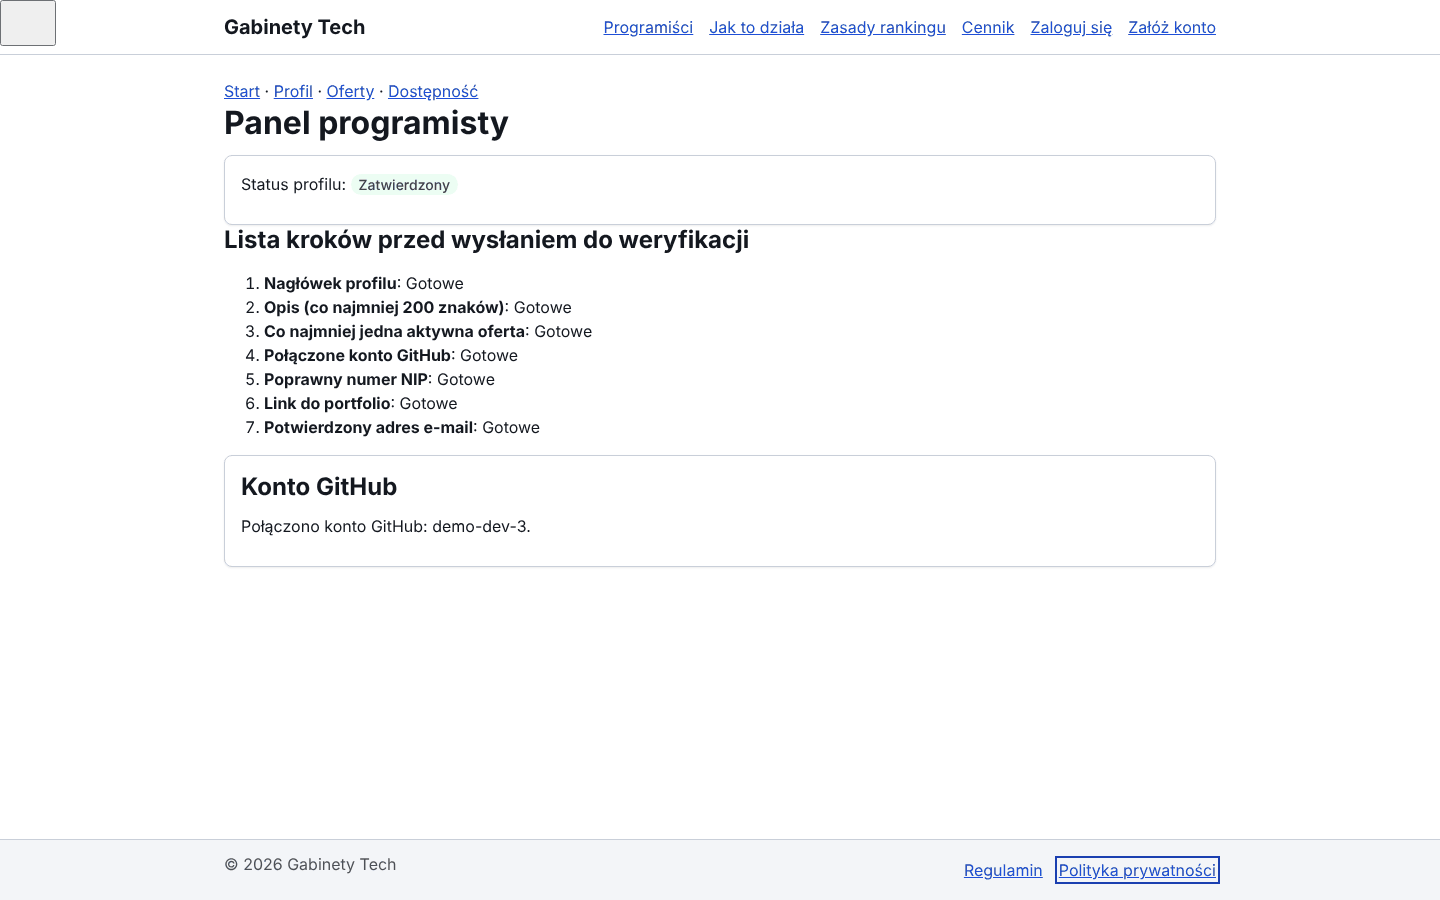 Gabinety Tech
Programiści Jak to działa Zasady rankingu Cennik Zaloguj się Załóż konto
Start · Profil · Oferty · Dostępność
Panel programisty
Status profilu: Zatwierdzony
Lista kroków przed wysłaniem do weryfikacji
1. Nagłówek profilu: Gotowe
2. Opis (co najmniej 200 znaków): Gotowe
3. Co najmniej jedna aktywna oferta: Gotowe
4. Połączone konto GitHub: Gotowe
5. Poprawny numer NIP: Gotowe
6. Link do portfolio: Gotowe
7. Potwierdzony adres e-mail: Gotowe
Konto GitHub
Połączono konto GitHub: demo-dev-3.
© 2026 Gabinety Tech
Regulamin Polityka prywatności